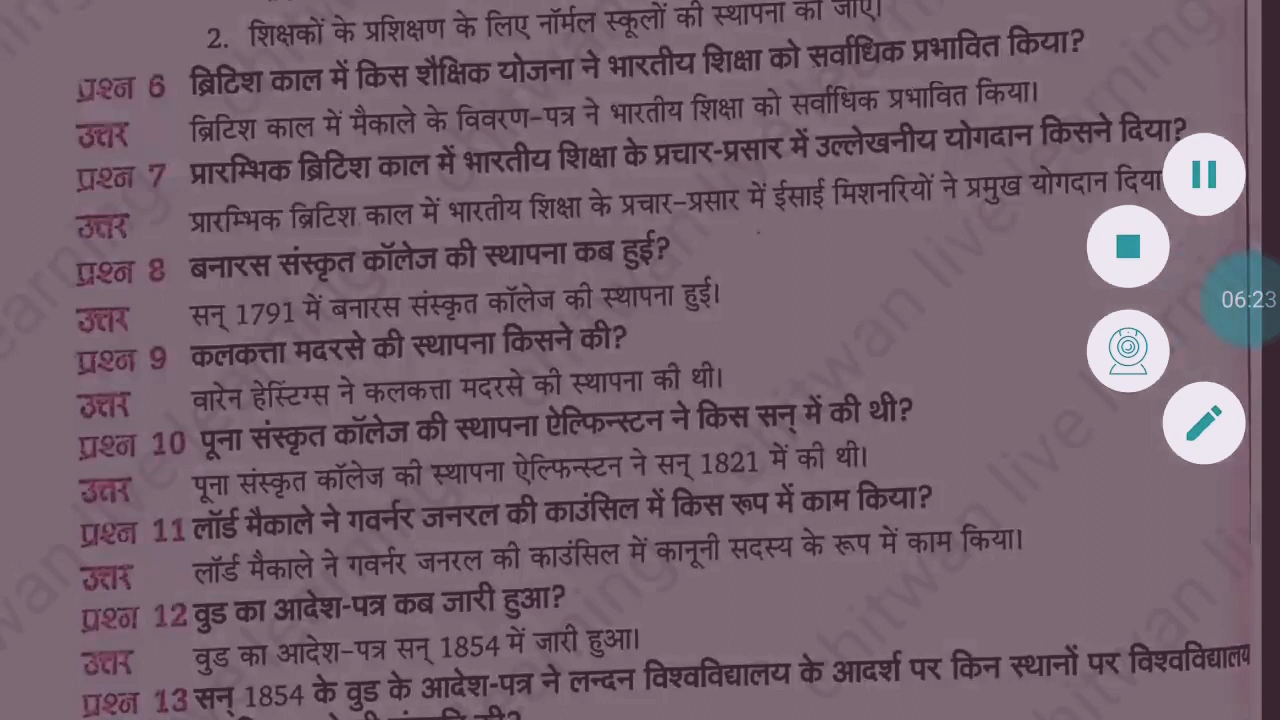 2. शिक्षकों के प्रशिक्षण के लिए नॉर्मल स्कूलों की स्थापना की जाए।
प्रश्न 6 ब्रिटिश काल में किस शैक्षिक योजना ने भारतीय शिक्षा को सर्वाधिक प्रभावित किया?
उत्तर ब्रिटिश काल में मैकाले के विवरण-पत्र ने भारतीय शिक्षा को सर्वाधिक प्रभावित किया।
प्रश्न 7 प्रारम्भिक ब्रिटिश काल में भारतीय शिक्षा के प्रचार-प्रसार में उल्लेखनीय योगदान किसने दिया?
उत्तर प्रारम्भिक ब्रिटिश काल में भारतीय शिक्षा के प्रचार-प्रसार में ईसाई मिशनरियों ने प्रमुख योगदान दिया
प्रश्न 8 बनारस संस्कृत कॉलेज की स्थापना कब हुई?
उत्तर सन् 1791 में बनारस संस्कृत कॉलेज की स्थापना हुई।
06:23
प्रश्न 9 कलकत्ता मदरसे की स्थापना किसने की?
उत्तर वारेन हेस्टिंग्स ने कलकत्ता मदरसे की स्थापना की थी।
प्रश्न 10 पूना संस्कृत कॉलेज की स्थापना ऐल्फिन्स्टन ने किस सन् में की थी?
उत्तर पूना संस्कृत कॉलेज की स्थापना ऐल्फिन्स्टन ने सन् 1821 में की थी।
प्रश्न 11 लॉर्ड मैकाले ने गवर्नर जनरल की काउंसिल में किस रूप में काम किया?
उत्तर लॉर्ड मैकाले ने गवर्नर जनरल की काउंसिल में कानूनी सदस्य के रूप में काम किया।
प्रश्न 12 वुड का आदेश-पत्र कब जारी हुआ?
उत्तर वुड का आदेश-पत्र सन् 1854 में जारी हुआ।
प्रश्न 13 सन् 1854 के वुड के आदेश-पत्र ने लन्दन विश्वविद्यालय के आदर्श पर किन स्थानों पर विश्वविद्यालय
chitwan live learning